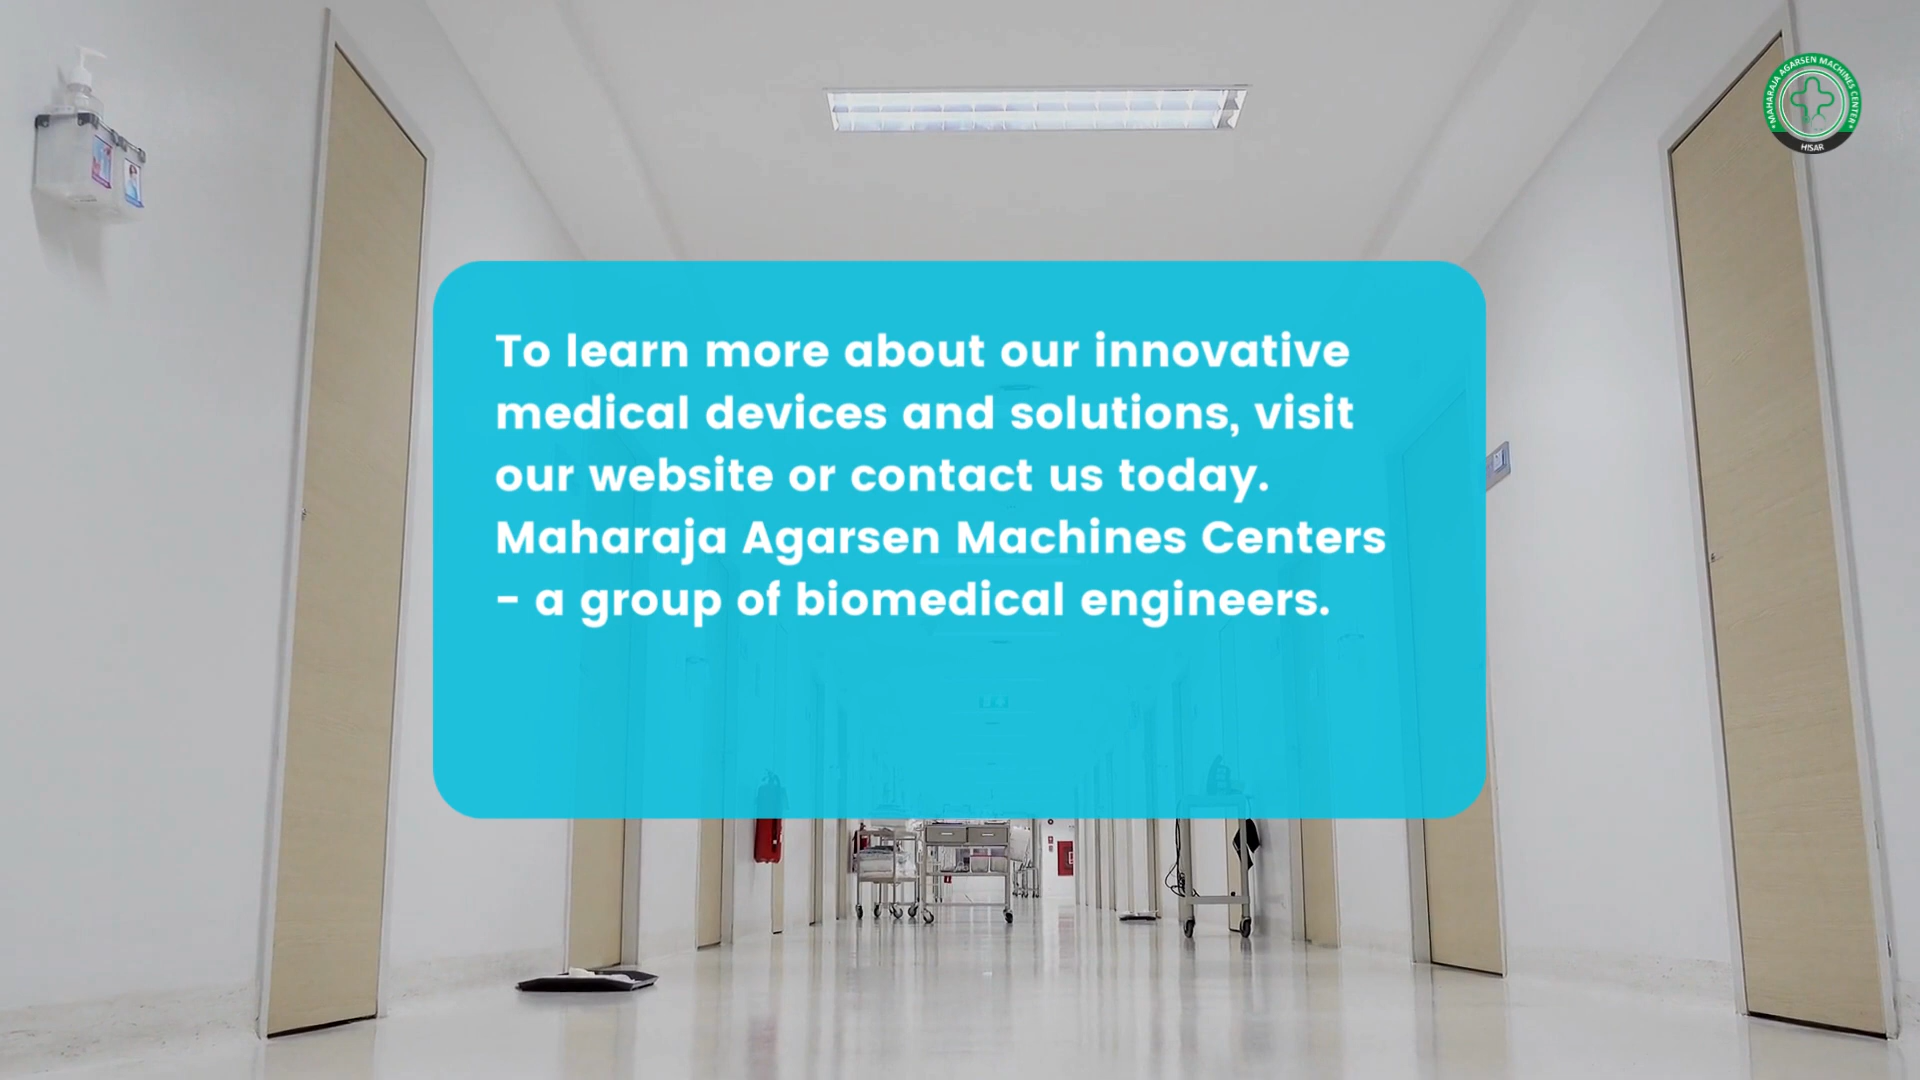 MAHARAJA AGARSEN MACHINES CENTER
HISAR
To learn more about our innovative
medical devices and solutions, visit
our website or contact us today.
Maharaja Agarsen Machines Centers
- a group of biomedical engineers.